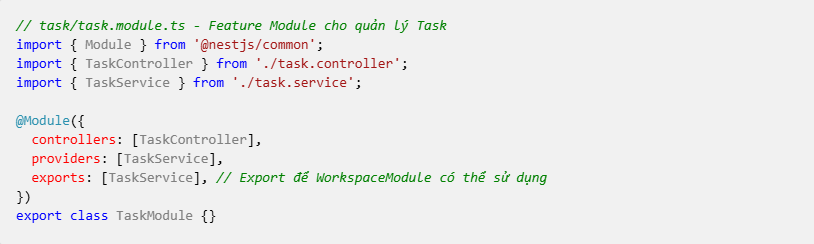 // task/task.module.ts - Feature Module cho quản lý Task
import { Module } from '@nestjs/common';
import { TaskController } from './task.controller';
import { TaskService } from './task.service';

@Module({
  controllers: [TaskController],
  providers: [TaskService],
  exports: [TaskService], // Export để WorkspaceModule có thể sử dụng
})
export class TaskModule {}